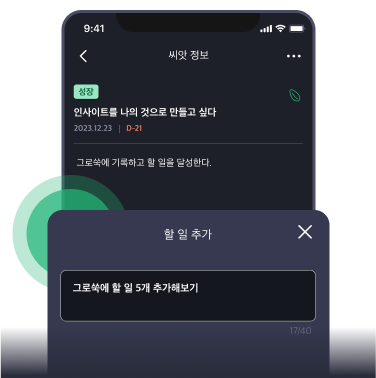 9:41
씨앗 정보
성장
인사이트를 나의 것으로 만들고 싶다
2023.12.23 | D-21
그로쑥에 기록하고 할 일을 달성한다.
할 일 추가
그로쑥에 할 일 5개 추가해보기
17/40